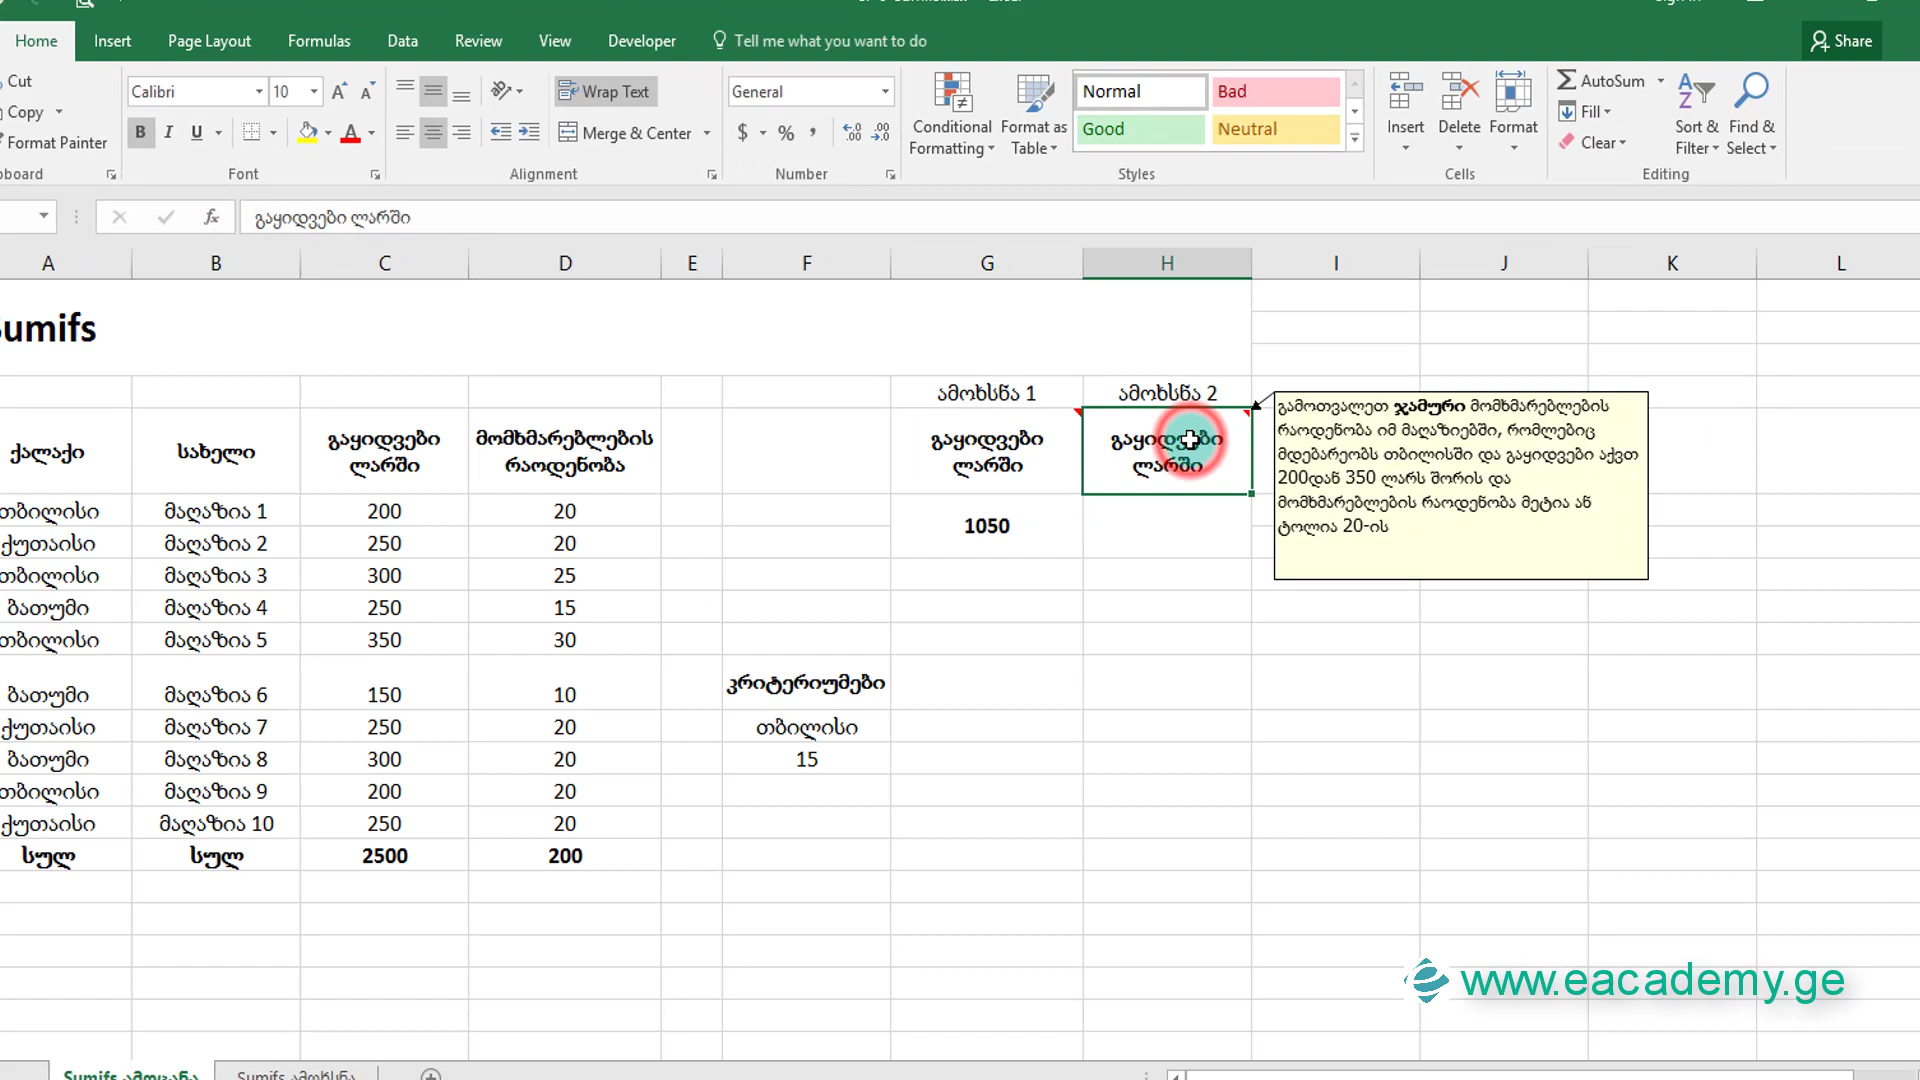 Home Insert Page Layout Formulas Data Review View Developer Tell me what you want to do Share
Cut
Copy
Format Painter
Calibri 10
B I U
Wrap Text
Merge & Center
General
$ % ,
Conditional Formatting
Format as Table
Normal Bad
Good Neutral
Insert Delete Format
AutoSum
Fill
Clear
Sort & Filter
Find & Select
Font Alignment Number Styles Cells Editing
fx გაყიდვები ლარში
A B C D E F G H I J K L
ამოხსნა 1 ამოხსნა 2
ქალაქი სახელი გაყიდვები ლარში მომხმარებლების რაოდენობა გაყიდვები ლარში გაყიდვები ლარში
გამოთვალეთ ჯამური მომხმარებლების
რაოდენობა იმ მაღაზიებში, რომლებიც
მდებარეობს თბილისში და გაყიდვები აქვთ
200დან 350 ლარს შორის და
მომხმარებლების რაოდენობა მეტია ან
ტოლია 20-ის
თბილისი მაღაზია 1 200 20
1050
ქუთაისი მაღაზია 2 250 20
თბილისი მაღაზია 3 300 25
ბათუმი მაღაზია 4 250 15
თბილისი მაღაზია 5 350 30
კრიტერიუმები
ბათუმი მაღაზია 6 150 10
ქუთაისი მაღაზია 7 250 20 თბილისი
ბათუმი მაღაზია 8 300 20 15
თბილისი მაღაზია 9 200 20
ქუთაისი მაღაზია 10 250 20
სულ სულ 2500 200
www.eacademy.ge